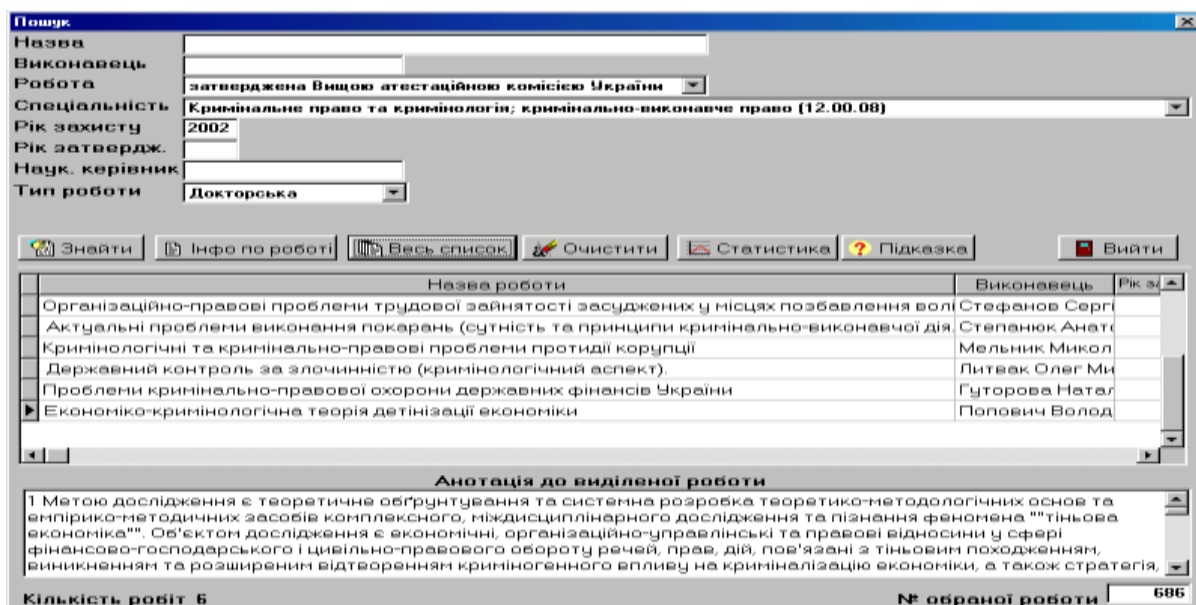 Пошук
Назва
Виконавець
Робота затверджена Вищою атестаційною комісією України
Спеціальність Кримінальне право та кримінологія; кримінально-виконавче право (12.00.08)
Рік захисту 2002
Рік затвердж.
Наук. керівник
Тип роботи Докторська
Знайти Інфо по роботі Весь список Очистити Статистика Підказка Вийти
Назва роботи Виконавець Рік за
Організаційно-правові проблеми трудової зайнятості засуджених у місцях позбавлення волі Стефанов Сергі
Актуальні проблеми виконання покарань (сутність та принципи кримінально-виконавчої дія. Степанюк Анато
Кримінологічні та кримінально-правові проблеми протидії корупції Мельник Микол
Державний контроль за злочинністю (кримінологічний аспект). Литвак Олег Ми
Проблеми кримінально-правової охорони державних фінансів України Гуторова Натал
Економіко-кримінологічна теорія детінізації економіки Попович Волод
Анотація до виділеної роботи
1 Метою дослідження є теоретичне обґрунтування та системна розробка теоретико-методологічних основ та
емпірико-методичних засобів комплексного, міждисциплінарного дослідження та пізнання феномена ""тіньова
економіка"". Об'єктом дослідження є економічні, організаційно-управлінські та правові відносини у сфері
фінансово-господарського і цивільно-правового обороту речей, прав, дій, пов'язані з тіньовим походженням,
виникненням та розширеним відтворенням криміногенного впливу на криміналізацію економіки, а також стратегія,
Кількість робіт 6 № обраної роботи 686